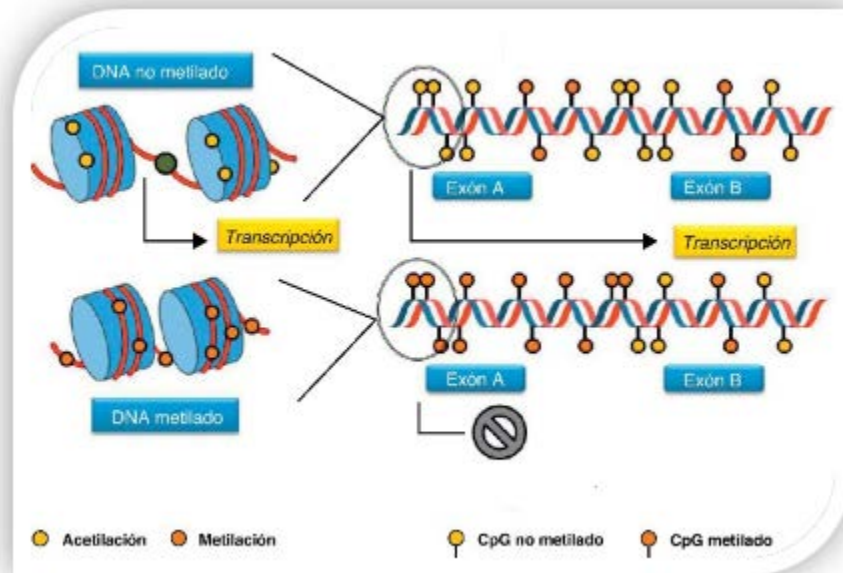 DNA no metilado
Transcripción
Exón A
Exón B
Transcripción
DNA metilado
Exón A
Exón B
Acetilación
Metilación
CpG no metilado
CpG metilado